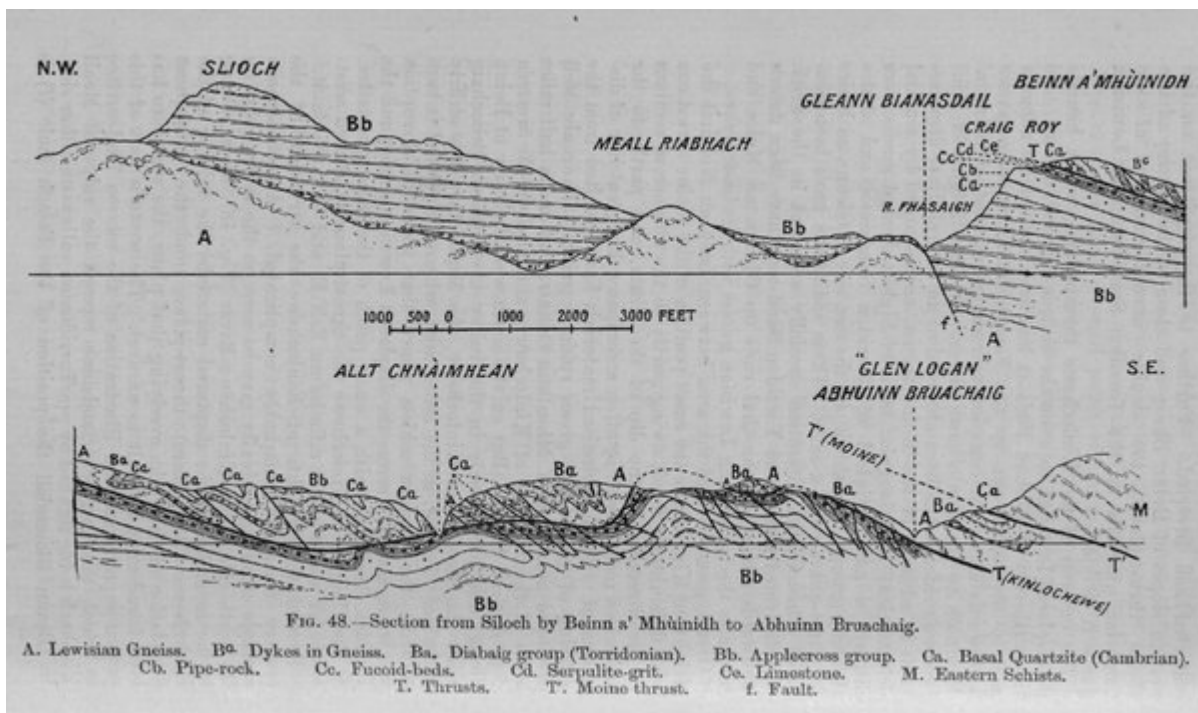 N.W.
SLIOCH
Bb
MEALL RIABHACH
GLEANN BIANASDAIL
BEINN A'MHÙINIDH
CRAIG ROY
Cc Cd Ce T Ca Ba
Cb
Ca
R. FHASAIGH
A
Bb
Bb
f
A
1000 500 0 1000 2000 3000 FEET
ALLT CHNÀIMHEAN
"GLEN LOGAN"
ABHUINN BRUACHAIG
S.E.
T' (MOINE)
A Ba Ca Ca Ca Ca Bb Ca Ca
Ca Ba A Ba A Ba
A Ba Ca
M
T'
T (KINLOCHEWE)
Bb
Bb
FIG. 48.—Section from Slioch by Beinn a' Mhùinidh to Abhuinn Bruachaig.
A. Lewisian Gneiss. Ba. Dykes in Gneiss. Ba. Diabaig group (Torridonian). Bb. Applecross group. Ca. Basal Quartzite (Cambrian).
Cb. Pipe-rock. Cc. Fucoid-beds. Cd. Serpulite-grit. Ce. Limestone. M. Eastern Schists.
T. Thrusts. T'. Moine thrust. f. Fault.